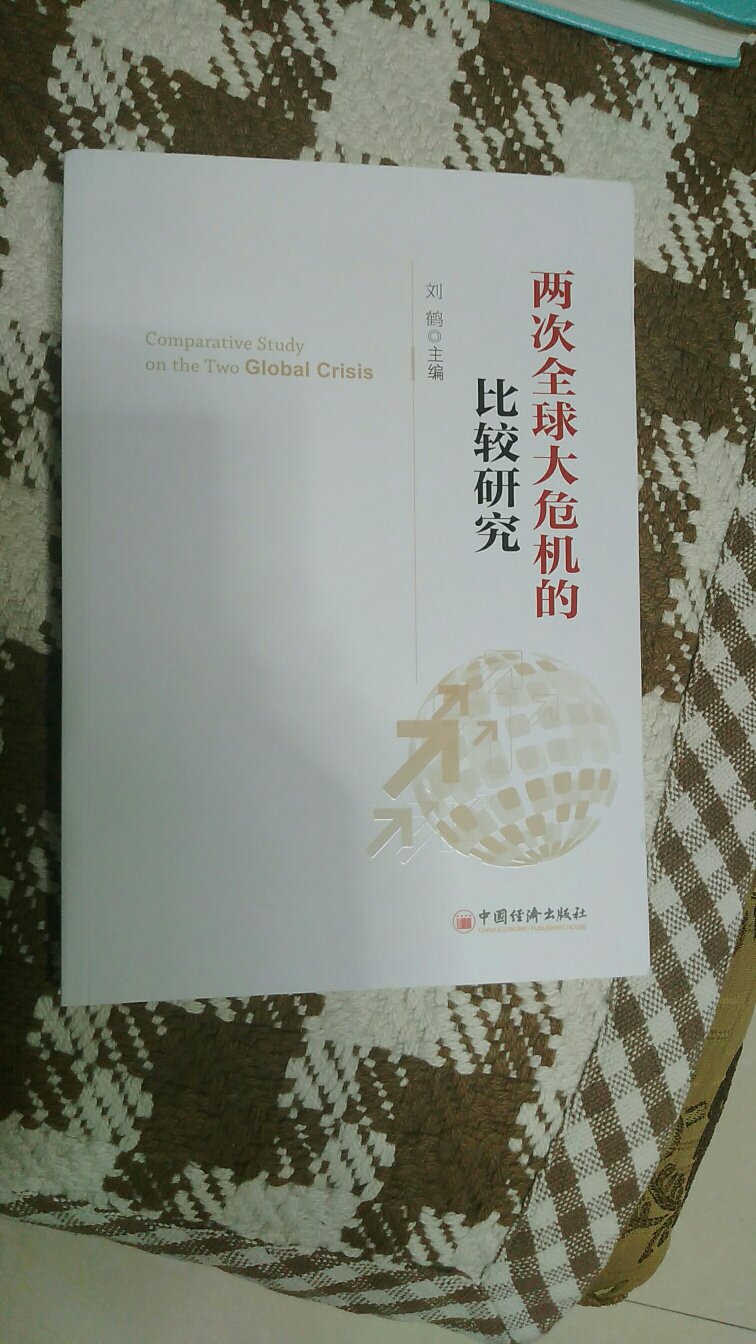 两次全球大危机的
比较研究
刘鹤◎主编
Comparative Study
on the Two Global Crisis
中国经济出版社
CHINA ECONOMIC PUBLISHING HOUSE